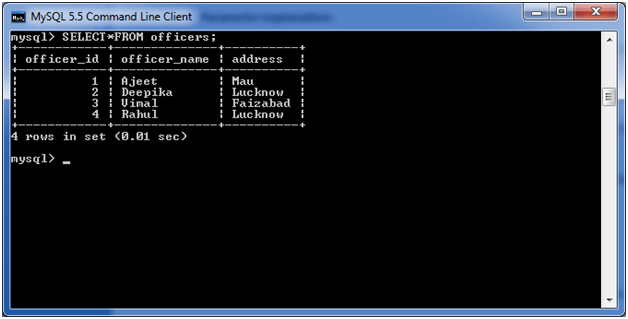 MySQL 5.5 Command Line Client
mysql> SELECT*FROM officers;
+------------+--------------+----------+
| officer_id | officer_name | address  |
+------------+--------------+----------+
|          1 | Ajeet        | Mau      |
|          2 | Deepika      | Lucknow  |
|          3 | Vimal        | Faizabad |
|          4 | Rahul        | Lucknow  |
+------------+--------------+----------+
4 rows in set (0.01 sec)
mysql> _